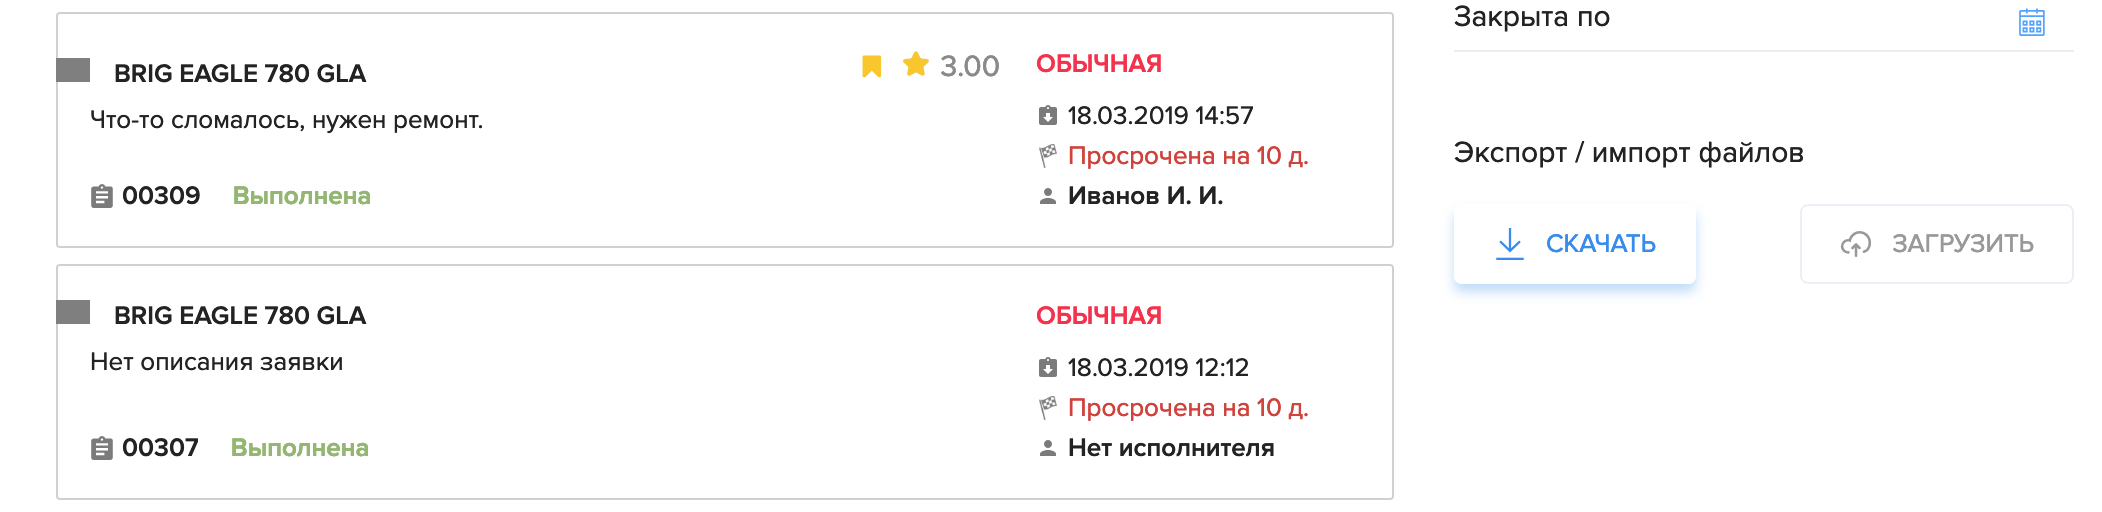 BRIG EAGLE 780 GLA
3.00
ОБЫЧНАЯ
Что-то сломалось, нужен ремонт.
18.03.2019 14:57
Просрочена на 10 д.
00309 Выполнена
Иванов И. И.
BRIG EAGLE 780 GLA
ОБЫЧНАЯ
Нет описания заявки
18.03.2019 12:12
Просрочена на 10 д.
00307 Выполнена
Нет исполнителя
Закрыта по
Экспорт / импорт файлов
СКАЧАТЬ
ЗАГРУЗИТЬ